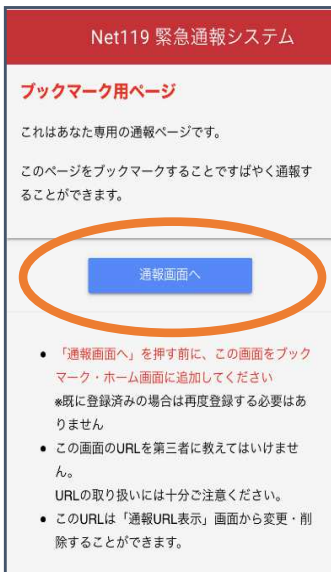 Net119 緊急通報システム
ブックマーク用ページ
これはあなた専用の通報ページです。
このページをブックマークすることですばやく通報す
ることができます。
通報画面へ
● 「通報画面へ」を押す前に、この画面をブック
マーク・ホーム画面に追加してください
※既に登録済みの場合は再度登録する必要はあ
りません
● この画面のURLを第三者に教えてはいけませ
ん。
URLの取り扱いには十分ご注意ください。
● このURLは「通報URL表示」画面から変更・削
除することができます。